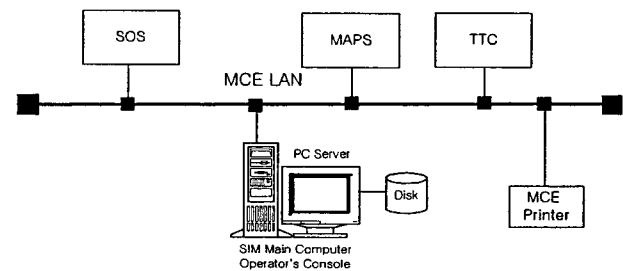 SOS
MAPS
TTC
MCE LAN
PC Server
Disk
MCE
Printer
SIM Main Computer
Operator's Console